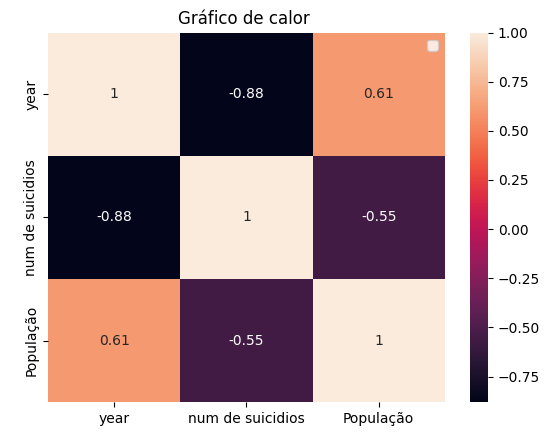 Gráfico de calor
year
num de suicidios
População
1
-0.88
0.61
-0.88
1
-0.55
0.61
-0.55
1
year
num de suicidios
População
1.00
0.75
0.50
0.25
0.00
−0.25
−0.50
−0.75